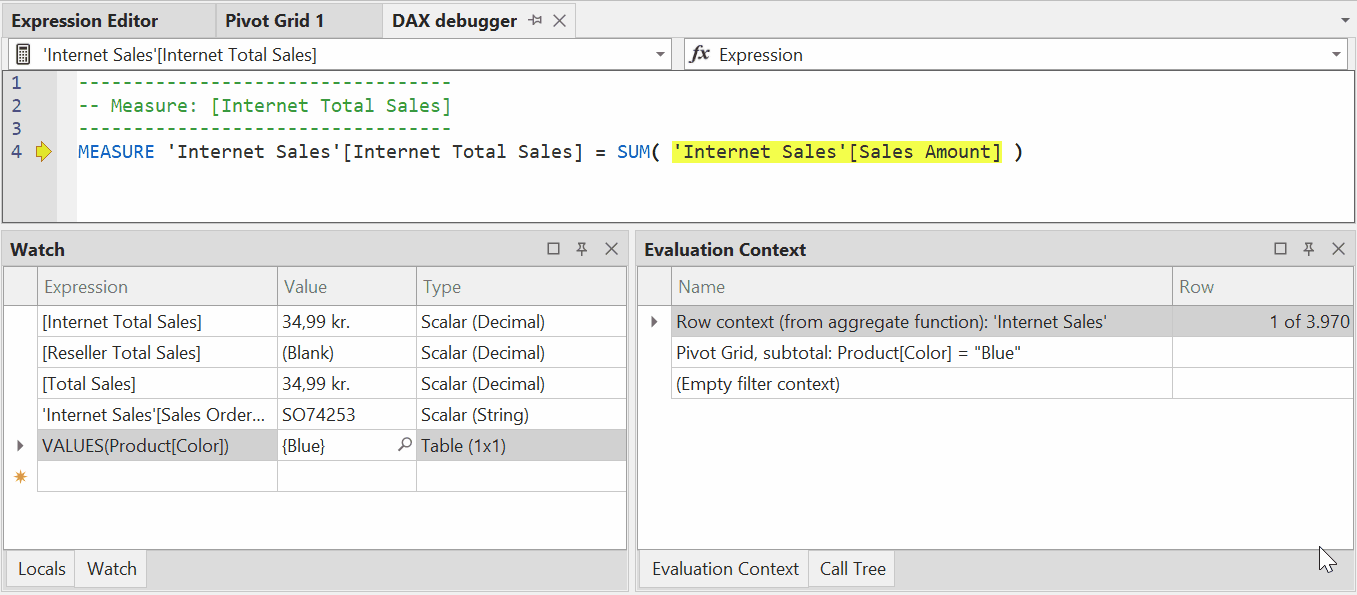 Expression Editor Pivot Grid 1 DAX debugger
'Internet Sales'[Internet Total Sales] fx Expression
1 ----------------------------------
2 -- Measure: [Internet Total Sales]
3 ----------------------------------
4 MEASURE 'Internet Sales'[Internet Total Sales] = SUM( 'Internet Sales'[Sales Amount] )
Watch
Expression Value Type
[Internet Total Sales] 34,99 kr. Scalar (Decimal)
[Reseller Total Sales] (Blank) Scalar (Decimal)
[Total Sales] 34,99 kr. Scalar (Decimal)
'Internet Sales'[Sales Order... SO74253 Scalar (String)
VALUES(Product[Color]) {Blue} Table (1x1)
Locals Watch
Evaluation Context
Name Row
Row context (from aggregate function): 'Internet Sales' 1 of 3.970
Pivot Grid, subtotal: Product[Color] = "Blue"
(Empty filter context)
Evaluation Context Call Tree